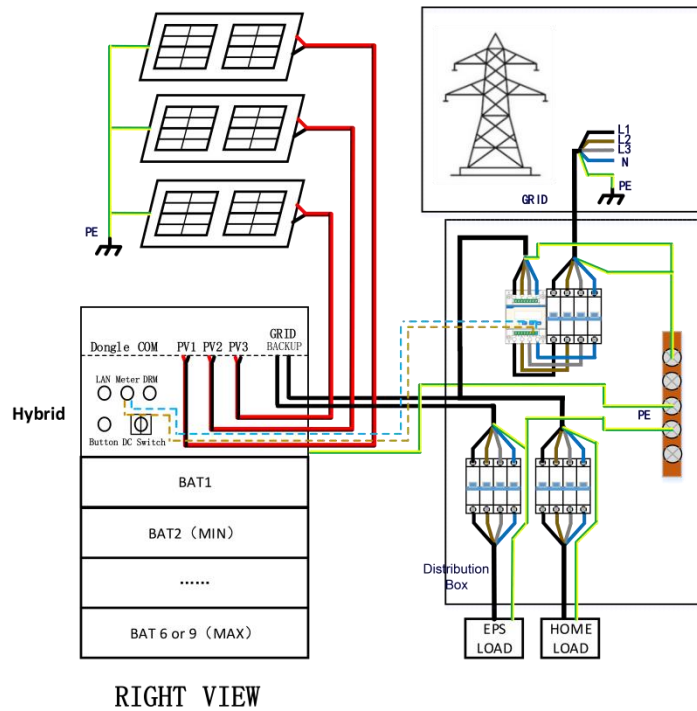 L1
L2
L3
N
PE
GRID
PE
GRID
Dongle COM PV1 PV2 PV3 BACKUP
LAN Meter DRM
Hybrid
PE
Button DC Switch
BAT1
BAT2（MIN）
Distribution
Box
······
BAT 6 or 9（MAX）
EPS
LOAD
HOME
LOAD
RIGHT VIEW